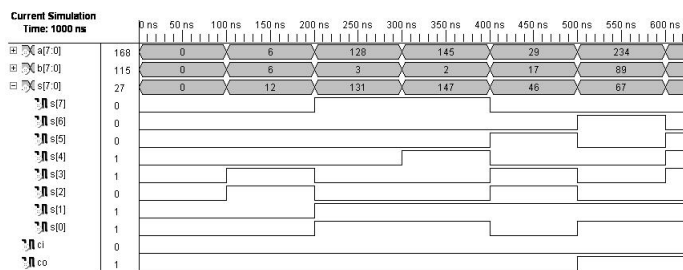 Current Simulation
Time: 1000 ns
0 ns 50 ns 100 ns 150 ns 200 ns 250 ns 300 ns 350 ns 400 ns 450 ns 500 ns 550 ns 600 ns
a[7:0] 168 0 6 128 145 29 234
b[7:0] 115 0 6 3 2 17 89
s[7:0] 27 0 12 131 147 46 67
s[7] 0
s[6] 0
s[5] 0
s[4] 1
s[3] 1
s[2] 0
s[1] 1
s[0] 1
ci 0
co 1